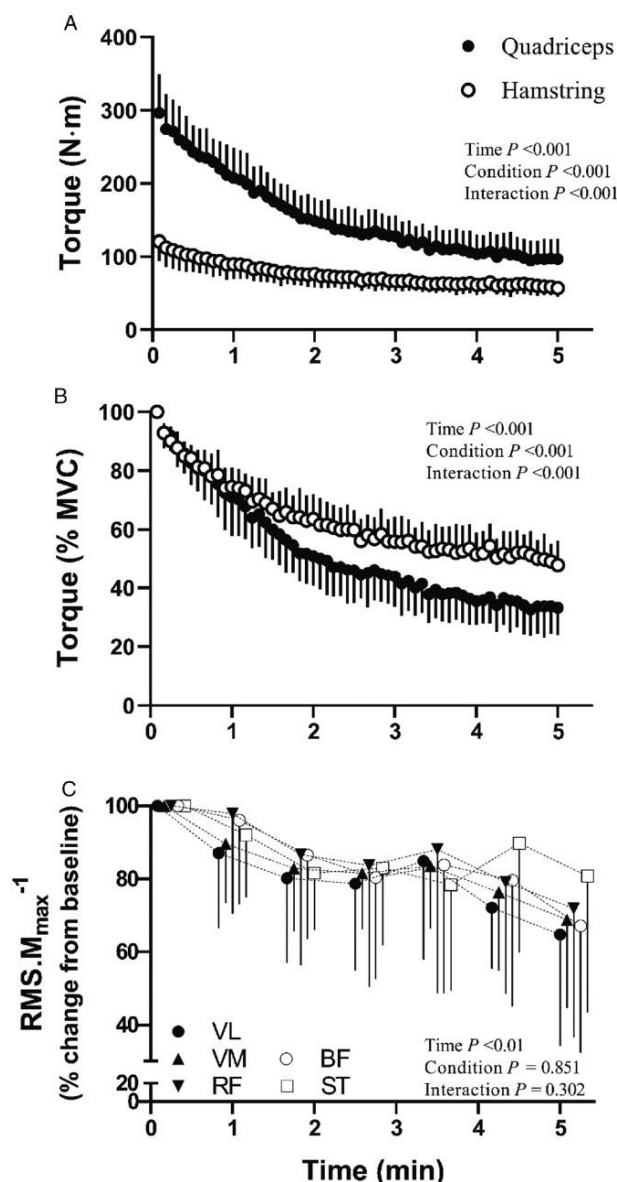 A
400
300
200
100
0
Torque (N·m)
Quadriceps
Hamstring
Time P <0.001
Condition P <0.001
Interaction P <0.001
0 1 2 3 4 5
B
100
80
60
40
20
0
Torque (% MVC)
Time P <0.001
Condition P <0.001
Interaction P <0.001
0 1 2 3 4 5
C
100
80
60
40
20
0
RMS.Mmax⁻¹
(% change from baseline)
VL
VM BF
RF ST
Time P <0.01
Condition P = 0.851
Interaction P = 0.302
0 1 2 3 4 5
Time (min)